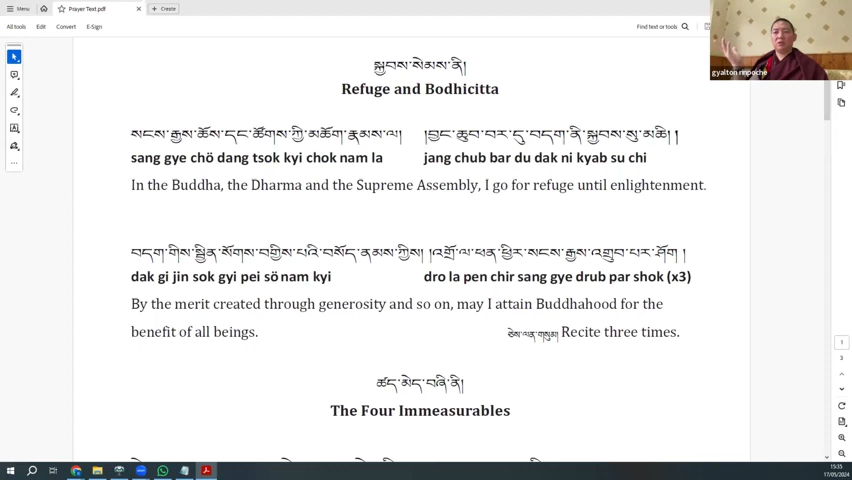 Menu
Prayer Text.pdf
Create
All tools
Edit
Convert
E-Sign
Find text or tools
gyalton rinpoche
སྐྱབས་སེམས་ནི།
Refuge and Bodhicitta
སངས་རྒྱས་ཆོས་དང་ཚོགས་ཀྱི་མཆོག་རྣམས་ལ། །བྱང་ཆུབ་བར་དུ་བདག་ནི་སྐྱབས་སུ་མཆི། །
sang gye chö dang tsok kyi chok nam la jang chub bar du dak ni kyab su chi
In the Buddha, the Dharma and the Supreme Assembly, I go for refuge until enlightenment.
བདག་གིས་སྦྱིན་སོགས་བགྱིས་པའི་བསོད་ནམས་ཀྱིས། །འགྲོ་ལ་ཕན་ཕྱིར་སངས་རྒྱས་འགྲུབ་པར་ཤོག །
dak gi jin sok gyi pei sö nam kyi dro la pen chir sang gye drub par shok (x3)
By the merit created through generosity and so on, may I attain Buddhahood for the
benefit of all beings. ཅེས་ལན་གསུམ། Recite three times.
ཚད་མེད་བཞི་ནི།
The Four Immeasurables
1
3
15:35
17/05/2024